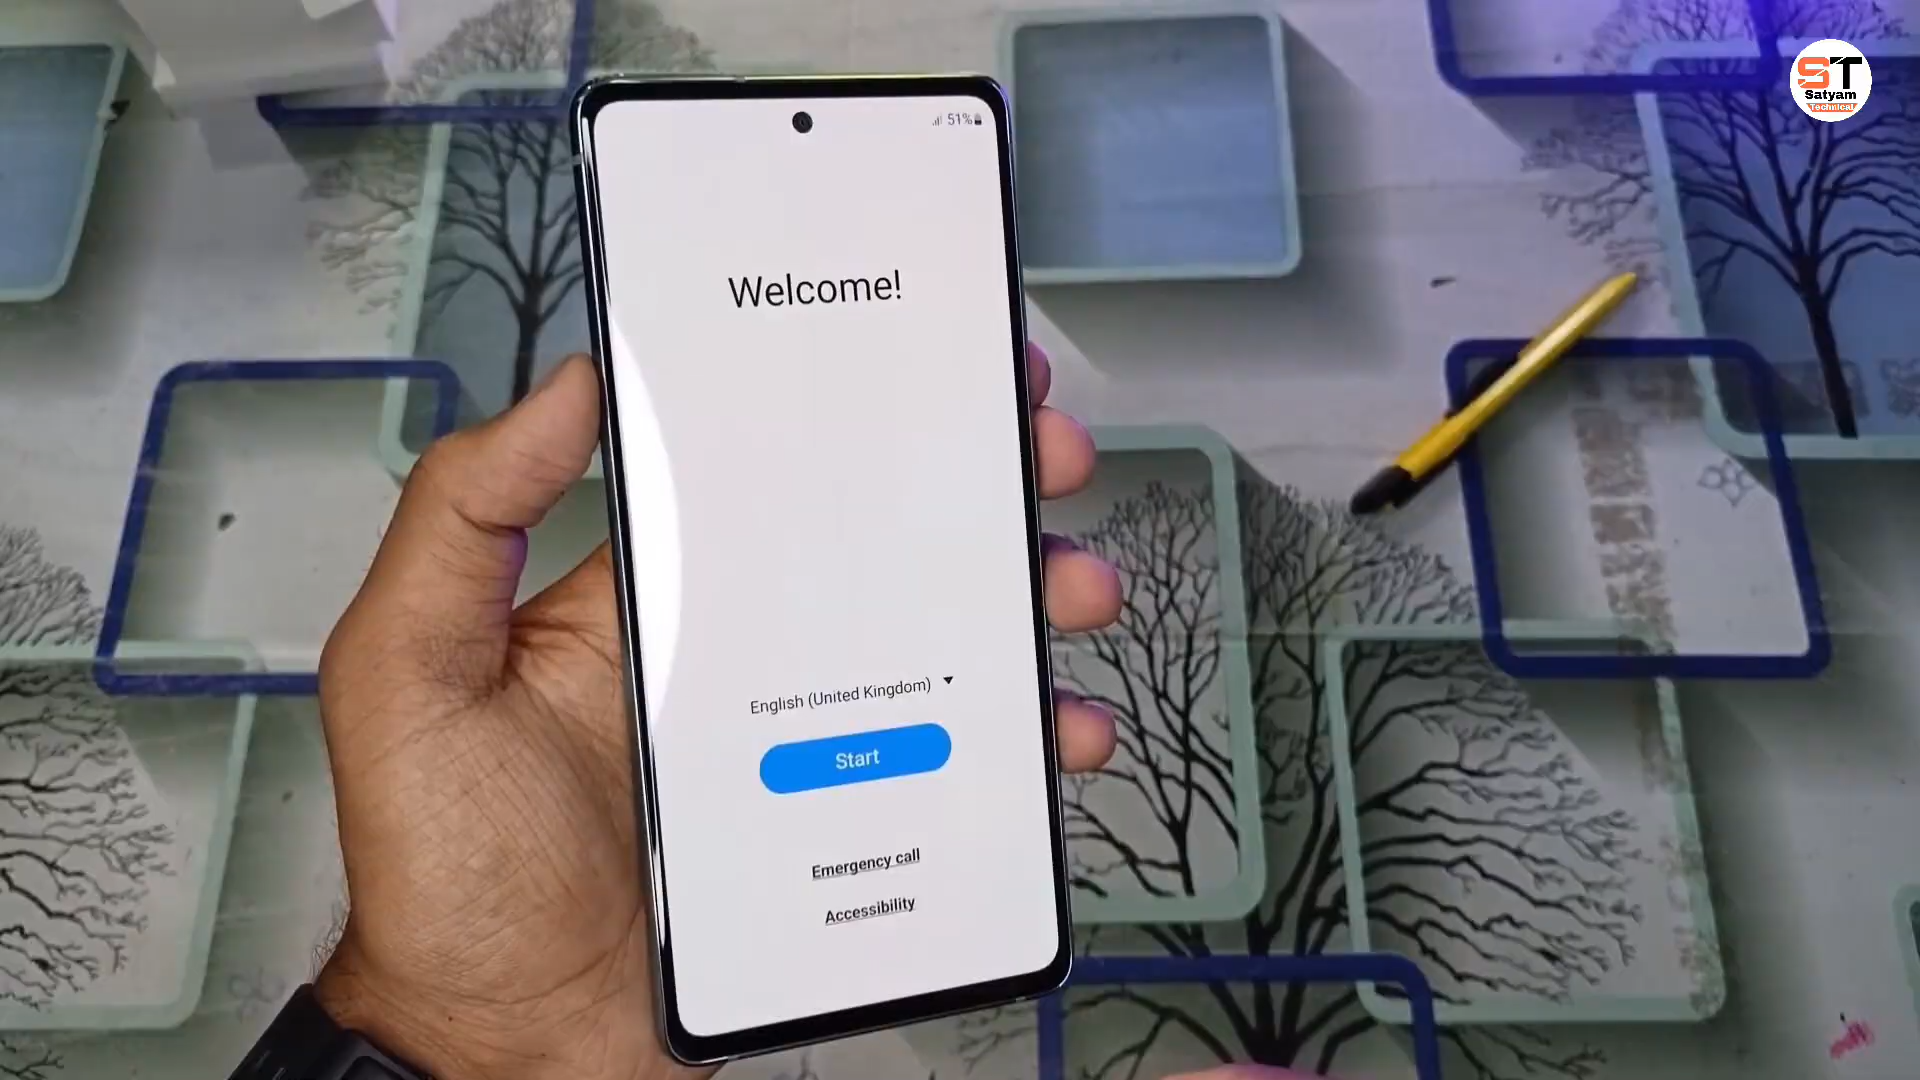 ST
Satyam
Technical
51%
Welcome!
English (United Kingdom)
Start
Emergency call
Accessibility